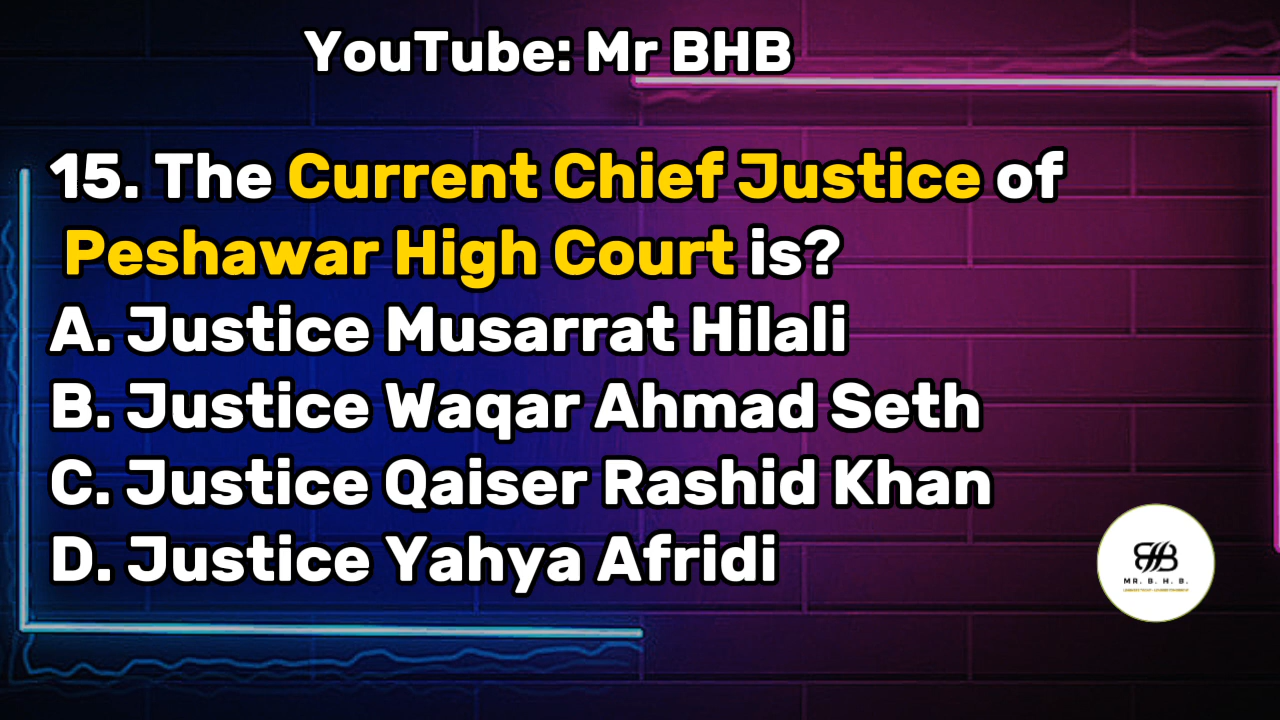 YouTube: Mr BHB
15. The Current Chief Justice of
Peshawar High Court is?
A. Justice Musarrat Hilali
B. Justice Waqar Ahmad Seth
C. Justice Qaiser Rashid Khan
D. Justice Yahya Afridi
BHB
MR. B. H. B.